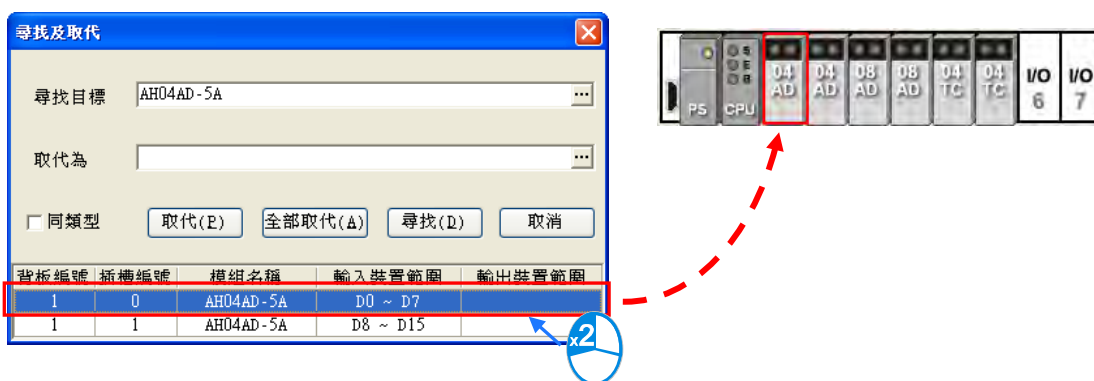 尋找及取代
尋找目標 AH04AD-5A ...
取代為 ...
同類型 取代(P) 全部取代(A) 尋找(D) 取消
背板編號 插槽編號 模組名稱 輸入裝置範圍 輸出裝置範圍
1 0 AH04AD-5A D0 ~ D7
1 1 AH04AD-5A D8 ~ D15
x2
PS CPU 04 AD 04 AD 08 AD 08 AD 04 TC 04 TC I/O 6 I/O 7